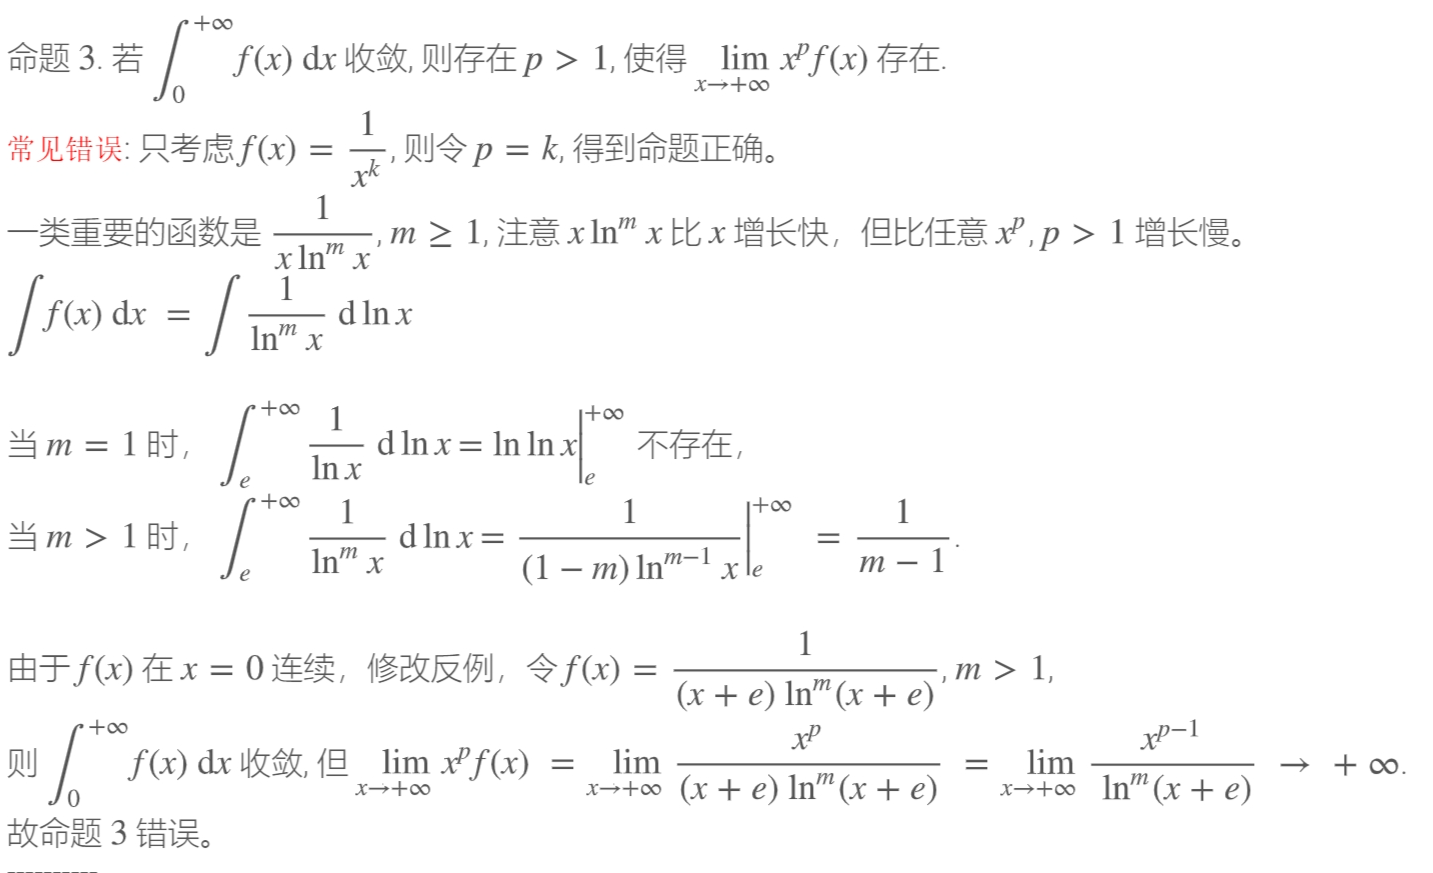 命题 3. 若 $\int_0^{+\infty} f(x)\,\mathrm{d}x$ 收敛, 则存在 $p > 1$, 使得 $\lim\limits_{x\to+\infty} x^p f(x)$ 存在.
常见错误: 只考虑 $f(x) = \frac{1}{x^k}$, 则令 $p = k$, 得到命题正确。
一类重要的函数是 $\frac{1}{x\ln^m x}$, $m \geq 1$, 注意 $x\ln^m x$ 比 $x$ 增长快，但比任意 $x^p, p > 1$ 增长慢。
$\int f(x)\,\mathrm{d}x = \int \frac{1}{\ln^m x}\,\mathrm{d}\ln x$
当 $m = 1$ 时， $\int_e^{+\infty} \frac{1}{\ln x}\,\mathrm{d}\ln x = \ln\ln x\Big|_e^{+\infty}$ 不存在，
当 $m > 1$ 时， $\int_e^{+\infty} \frac{1}{\ln^m x}\,\mathrm{d}\ln x = \frac{1}{(1-m)\ln^{m-1} x}\Big|_e^{+\infty} = \frac{1}{m-1}$.
由于 $f(x)$ 在 $x = 0$ 连续，修改反例，令 $f(x) = \frac{1}{(x+e)\ln^m(x+e)}, m > 1$,
则 $\int_0^{+\infty} f(x)\,\mathrm{d}x$ 收敛, 但 $\lim\limits_{x\to+\infty} x^p f(x) = \lim\limits_{x\to+\infty} \frac{x^p}{(x+e)\ln^m(x+e)} = \lim\limits_{x\to+\infty} \frac{x^{p-1}}{\ln^m(x+e)} \to +\infty$.
故命题 3 错误。
----------